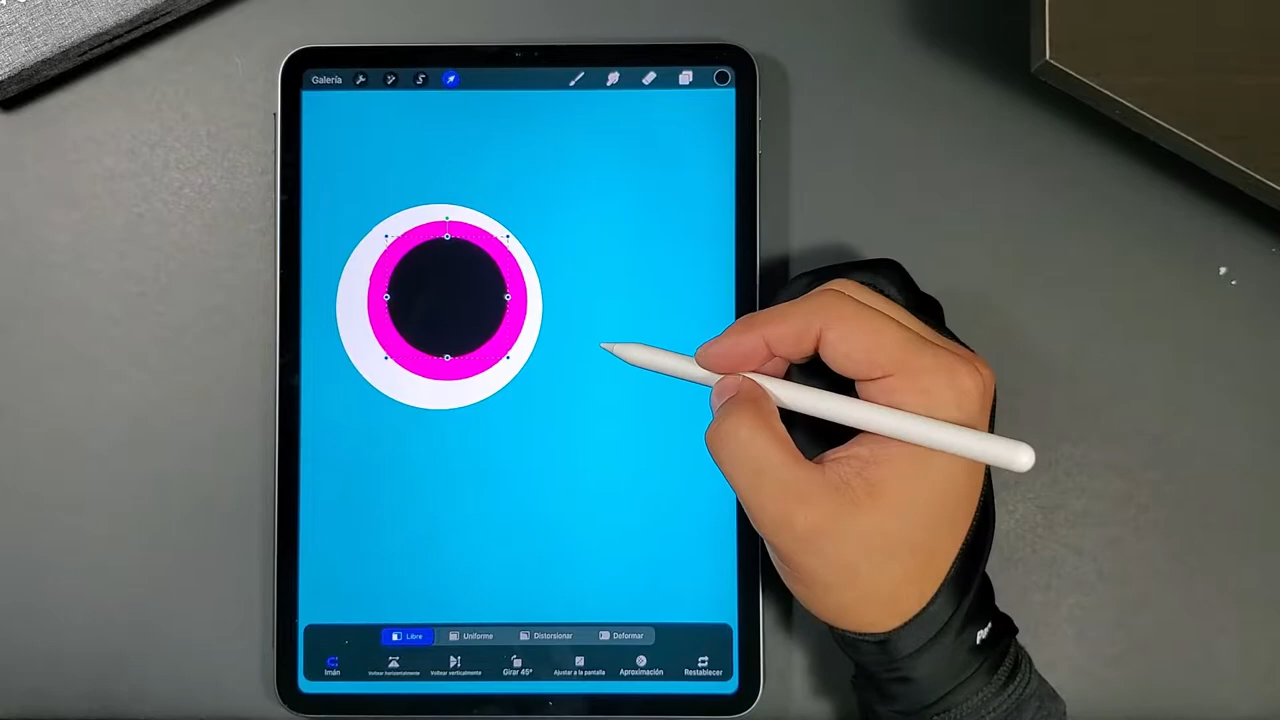 Galería
Libre Uniforme Distorsionar Deformar
Imán Voltear horizontalmente Voltear verticalmente Girar 45° Ajustar a la pantalla Aproximación Restablecer